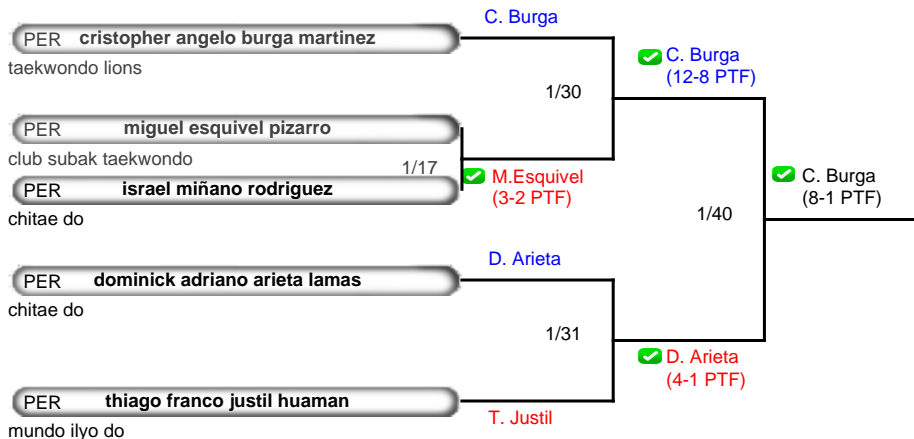 C. Burga
PER cristopher angelo burga martinez
taekwondo lions
C. Burga
(12-8 PTF)
1/30
PER miguel esquivel pizarro
club subak taekwondo
1/17
M.Esquivel
(3-2 PTF)
PER israel miñano rodriguez
chitae do
C. Burga
(8-1 PTF)
1/40
D. Arieta
PER dominick adriano arieta lamas
chitae do
1/31
D. Arieta
(4-1 PTF)
PER thiago franco justil huaman
T. Justil
mundo ilyo do